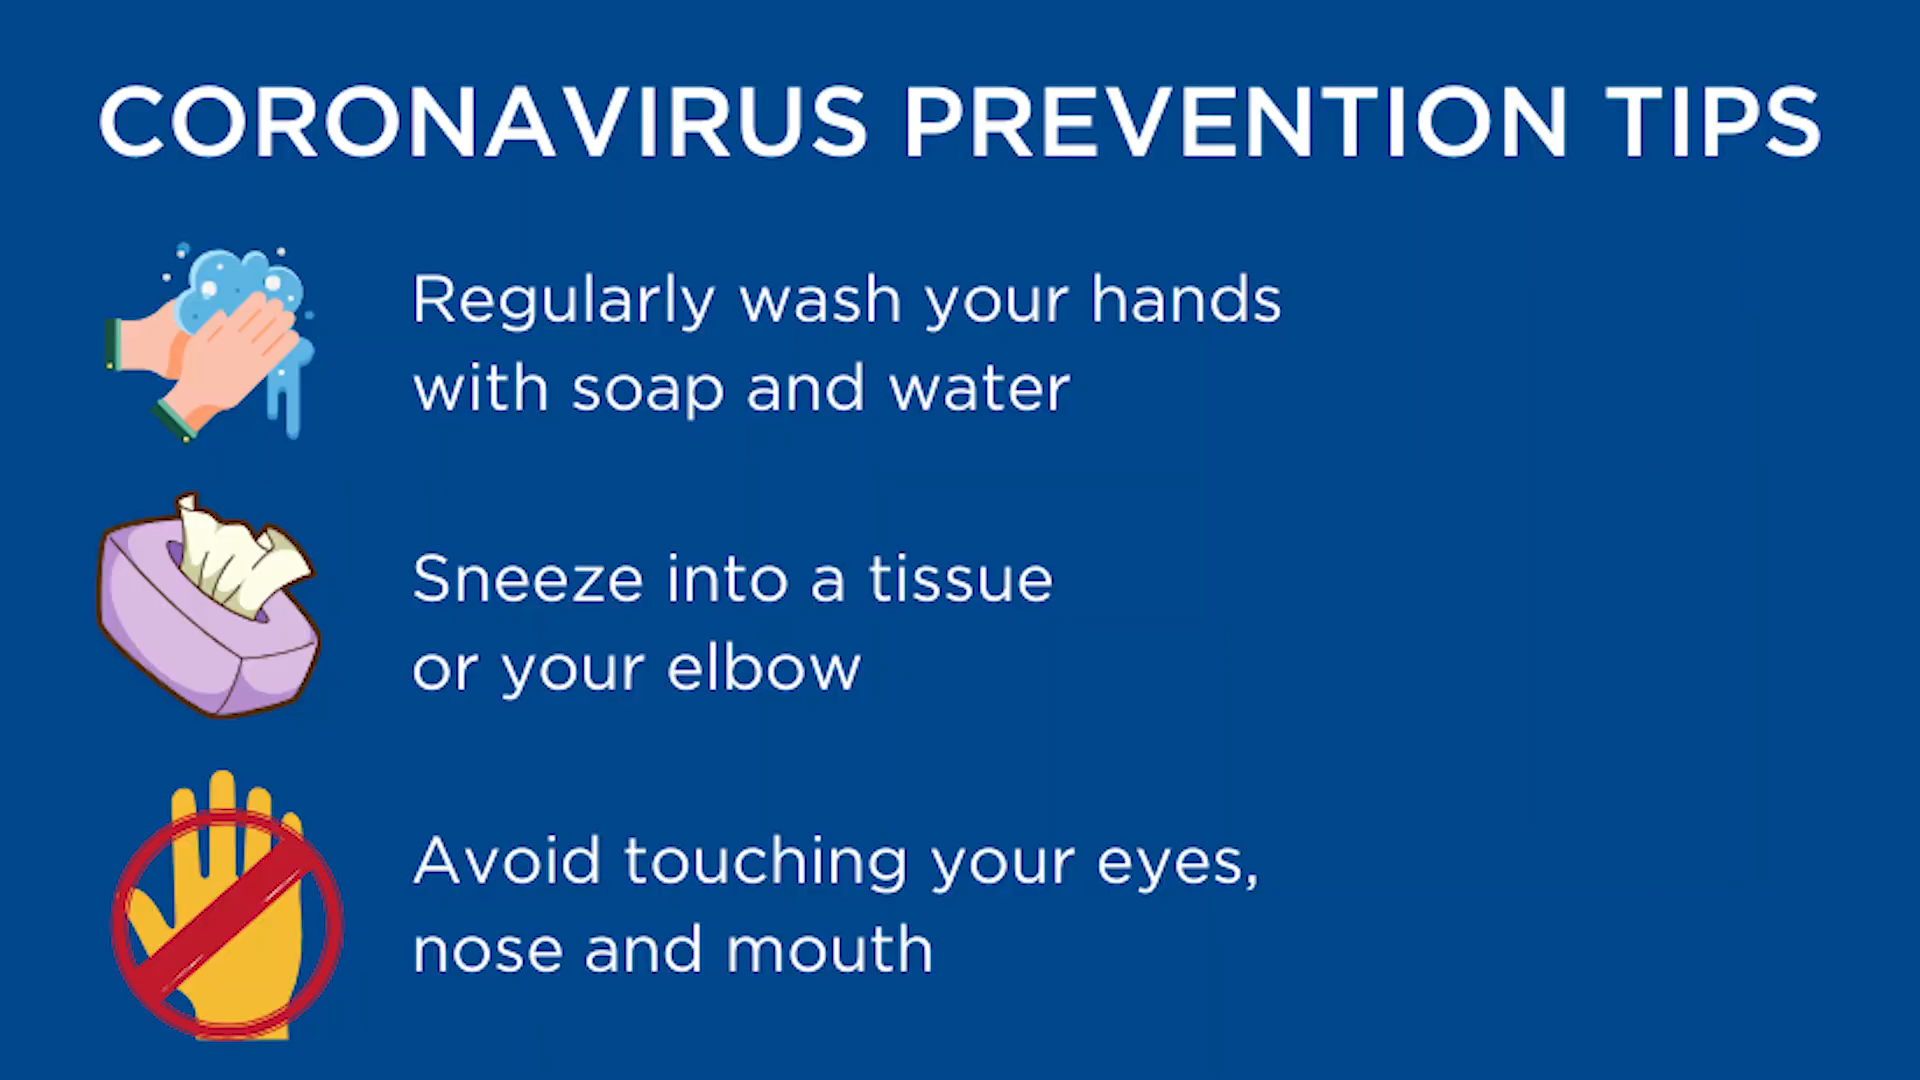 CORONAVIRUS PREVENTION TIPS
Regularly wash your hands
with soap and water
Sneeze into a tissue
or your elbow
Avoid touching your eyes,
nose and mouth